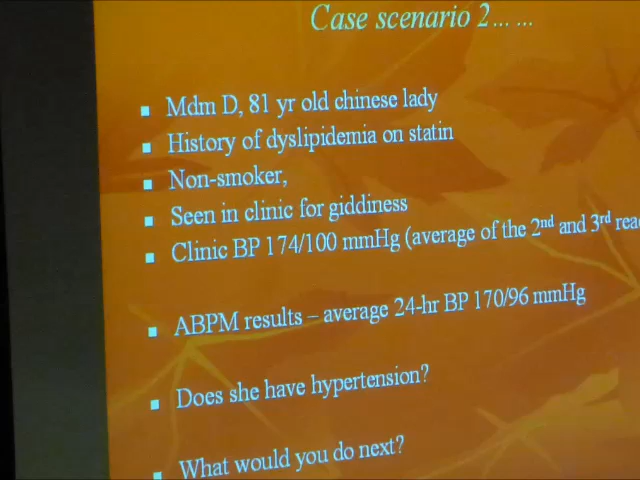 Case scenario 2……
Mdm D, 81 yr old chinese lady
History of dyslipidemia on statin
Non-smoker,
Seen in clinic for giddiness
Clinic BP 174/100 mmHg (average of the 2nd and 3rd
ABPM results – average 24-hr BP 170/96 mmHg
Does she have hypertension?
What would you do next?